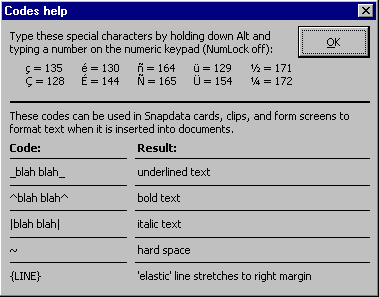 Codes help
Type these special characters by holding down Alt and
typing a number on the numeric keypad (NumLock off):
OK
ç = 135 é = 130 ñ = 164 ü = 129 ½ = 171
Ç = 128 É = 144 Ñ = 165 Ü = 154 ¼ = 172
These codes can be used in Snapdata cards, clips, and form screens to
format text when it is inserted into documents.
Code: Result:
_blah blah_ underlined text
^blah blah^ bold text
|blah blah| italic text
~ hard space
{LINE} 'elastic' line stretches to right margin